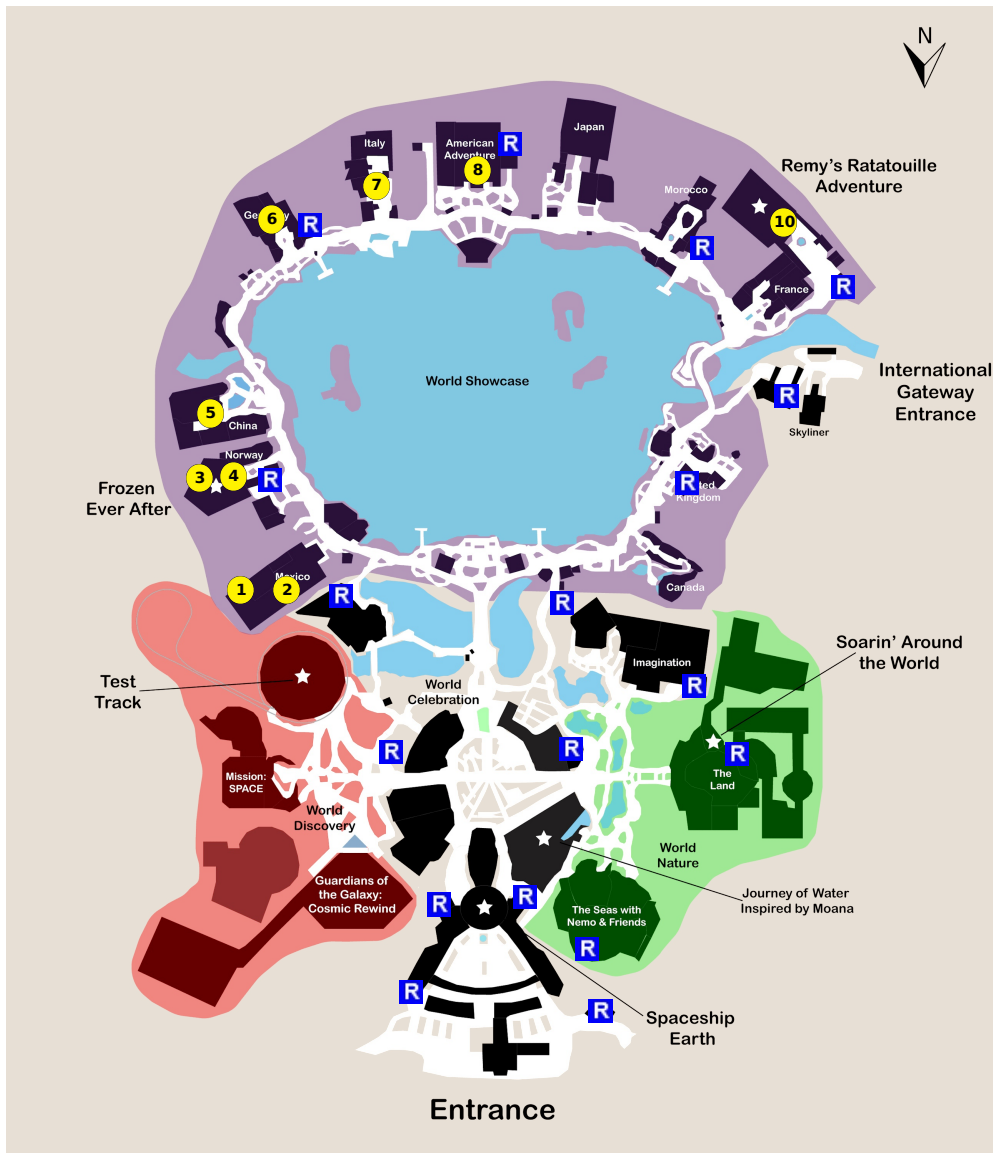 N
Japan
Italy
American
Adventure
R
8
7
Remy's Ratatouille
Adventure
Morocco
6
R
10
R
France
R
World Showcase
International
Gateway
Entrance
R
Skyliner
5
China
Norway
3
4
R
Frozen
Ever After
R
Kingdom
1
2
Mexico
R
Canada
R
Imagination
R
Soarin' Around
the World
Test
Track
World
Celebration
R
R
R
The
Land
Mission:
SPACE
World
Discovery
World
Nature
Guardians of
the Galaxy:
Cosmic Rewind
Journey of Water
Inspired by Moana
R
R
The Seas with
Nemo & Friends
R
R
R
Spaceship
Earth
Entrance